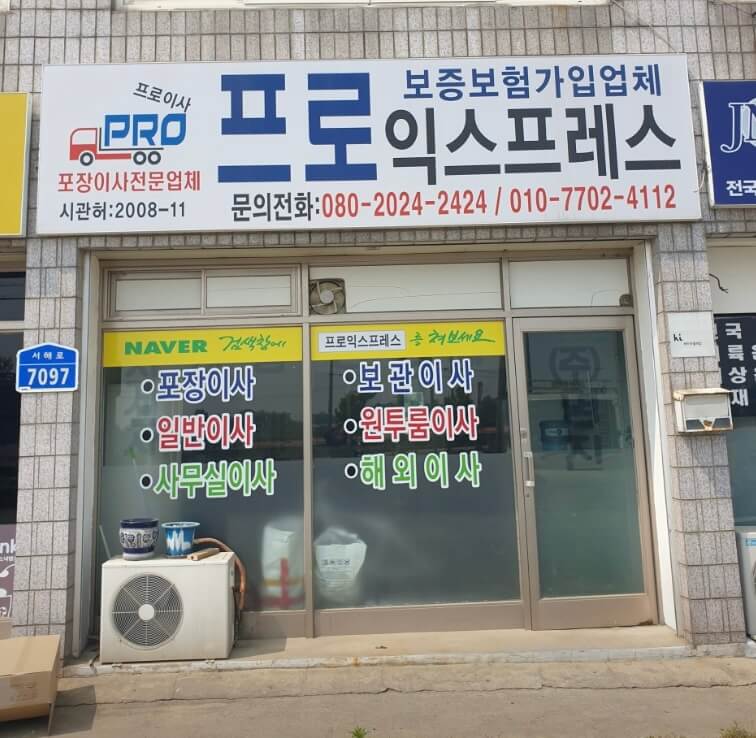 프로이사
PRO
포장이사전문업체
시관허:2008-11
보증보험가입업체
프로익스프레스
문의전화:080-2024-2424 / 010-7702-4112
전국
서해로
7097
NAVER 검색창에
프로익스프레스 를 쳐보세요
•포장이사
•일반이사
•사무실이사
•보관이사
•원투룸이사
•해외이사
ki